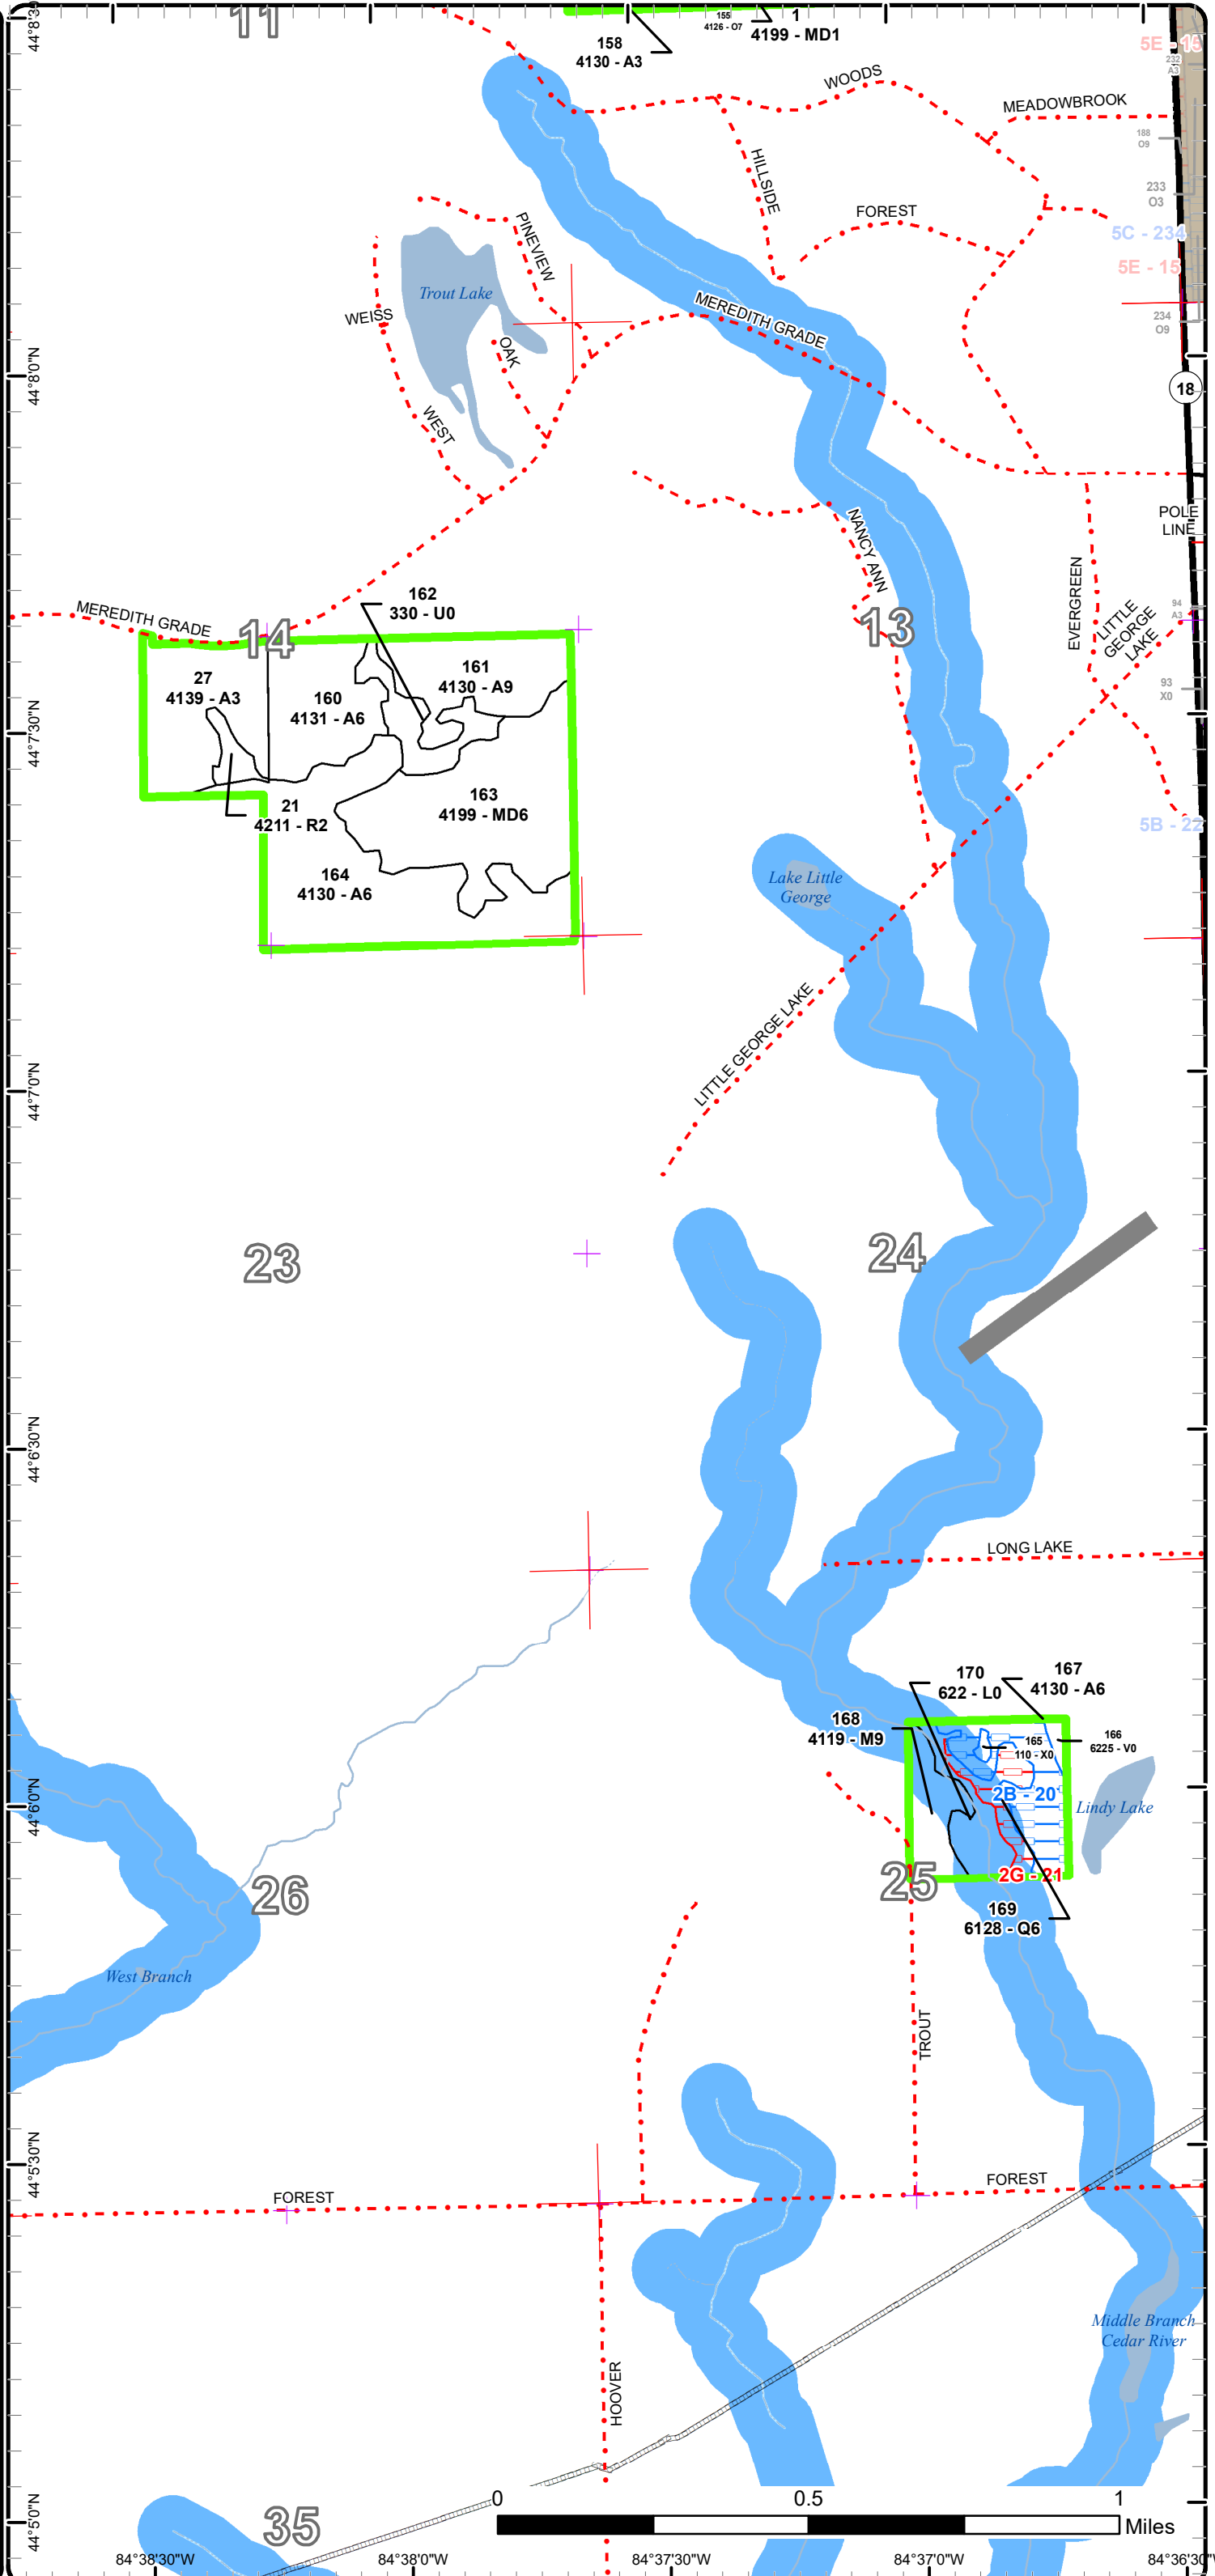 44°8'30
11
158
4130 - A3
155
4126 - O7
1
4199 - MD1
5E - 15
232
A3
WOODS
MEADOWBROOK
188
O9
HILLSIDE
233
O3
FOREST
5C - 234
PINEVIEW
5E - 15
Trout Lake
MEREDITH GRADE
WEISS
234
O9
OAK
44°8'0"N
18
WEST
POLE
LINE
NANCY ANN
EVERGREEN
LITTLE
GEORGE
LAKE
94
A3
162
330 - U0
MEREDITH GRADE
14
13
27
4139 - A3
160
4131 - A6
161
4130 - A9
93
X0
44°7'30"N
21
4211 - R2
163
4199 - MD6
5B - 22
164
4130 - A6
Lake Little
George
LITTLE GEORGE LAKE
44°7'0"N
23
24
44°6'30"N
LONG LAKE
170
622 - L0
167
4130 - A6
168
4119 - M9
165
110 - X0
166
6225 - V0
2B - 20
Lindy Lake
44°6'0"N
2G - 21
25
26
169
6128 - Q6
West Branch
TROUT
44°5'30"N
FOREST
FOREST
Middle Branch
Cedar River
HOOVER
0
0.5
1
Miles
44°5'0"N
35
84°38'30"W
84°38'0"W
84°37'30"W
84°37'0"W
84°36'30"